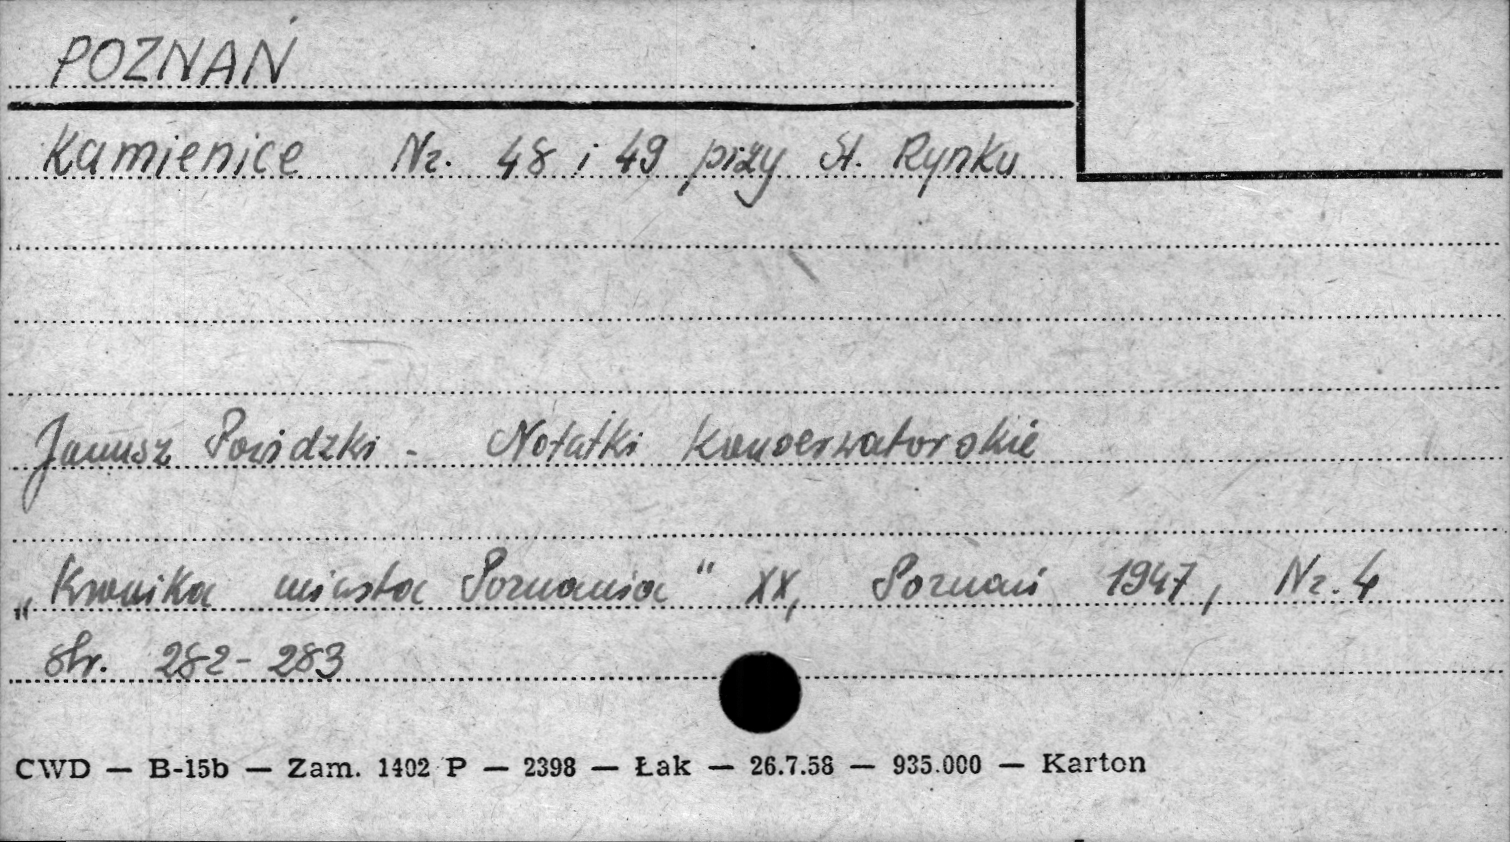 POZNAŃ
Kamienice Nr. 48 i 49 przy St. Rynku
Janusz Powidzki - Notatki Konserwatorskie
„Kronika miasta Poznania" XX, Poznań 1947, Nr. 4
str. 282-283
CWD — B-15b — Zam. 1402 P — 2398 — Łak — 26.7.58 — 935.000 — Karton